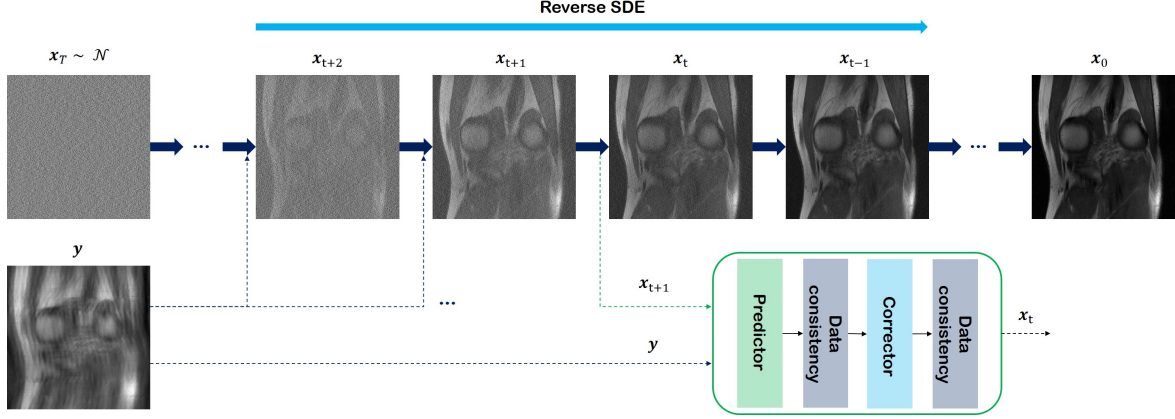 Reverse SDE
x_T ~ 𝒩
x_{t+2}
x_{t+1}
x_t
x_{t−1}
x_0
...
...
y
...
x_{t+1}
y
Predictor
Data
consistency
Corrector
Data
consistency
x_t